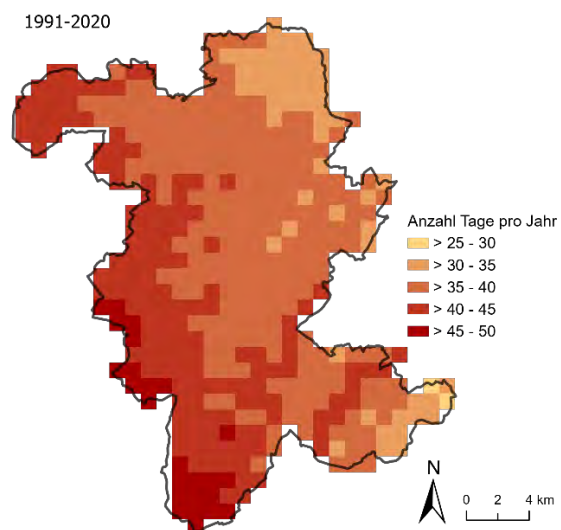 1991-2020
Anzahl Tage pro Jahr
> 25 - 30
> 30 - 35
> 35 - 40
> 40 - 45
> 45 - 50
N
0 2 4 km